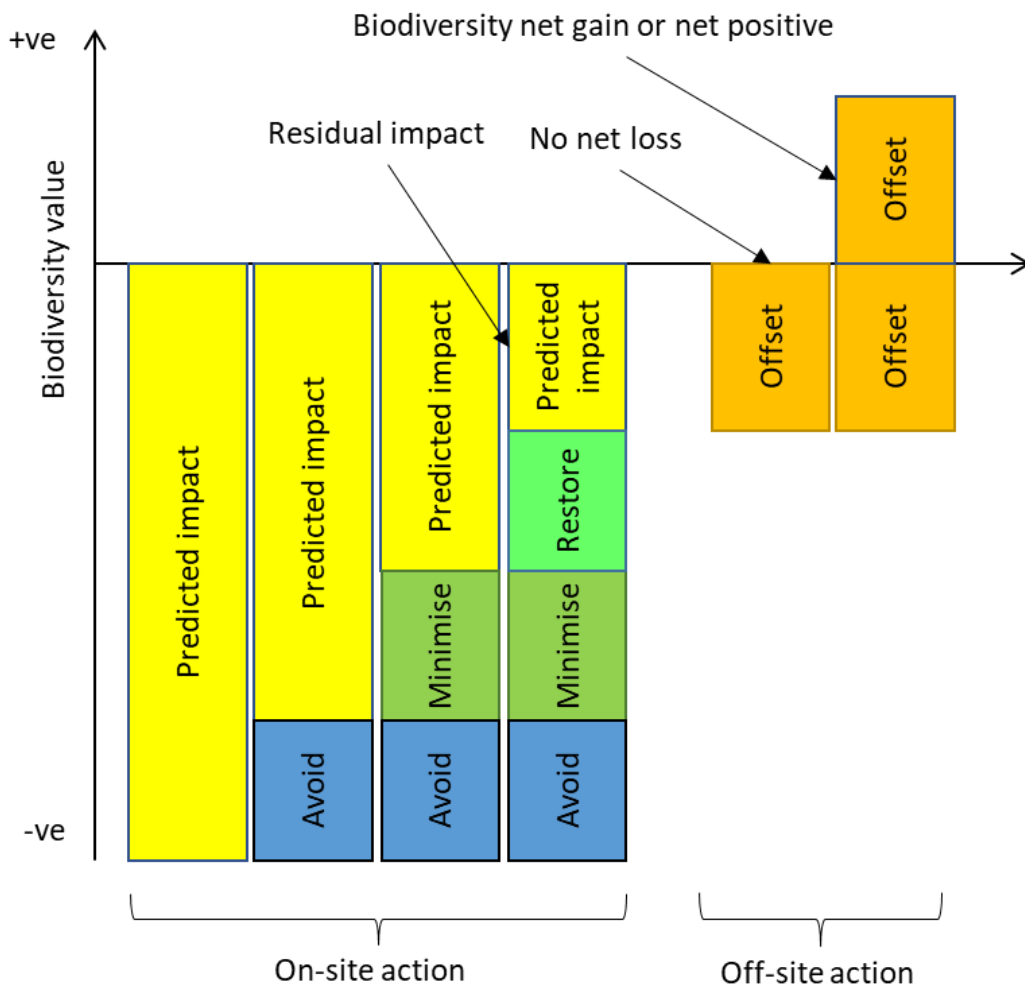 +ve
Biodiversity net gain or net positive
Residual impact
No net loss
Biodiversity value
-ve
Predicted impact
Predicted impact
Avoid
Predicted impact
Minimise
Avoid
Predicted
impact
Restore
Minimise
Avoid
Offset
Offset
Offset
On-site action
Off-site action